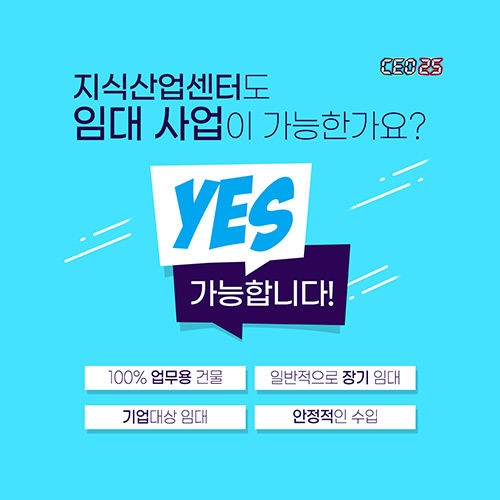 CEO 25
지식산업센터도
임대 사업이 가능한가요?
YES
가능합니다!
100% 업무용 건물
일반적으로 장기 임대
기업대상 임대
안정적인 수입